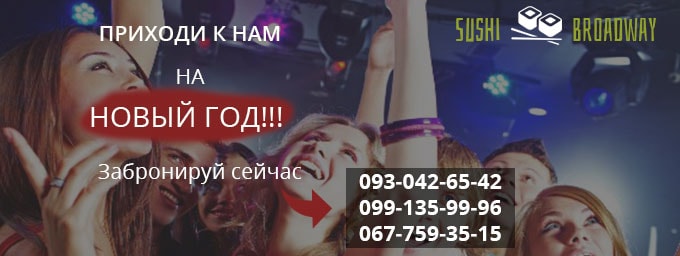 ПРИХОДИ К НАМ
SUSHI BROADWAY
НА
НОВЫЙ ГОД!!!
Забронируй сейчас
093-042-65-42
099-135-99-96
067-759-35-15